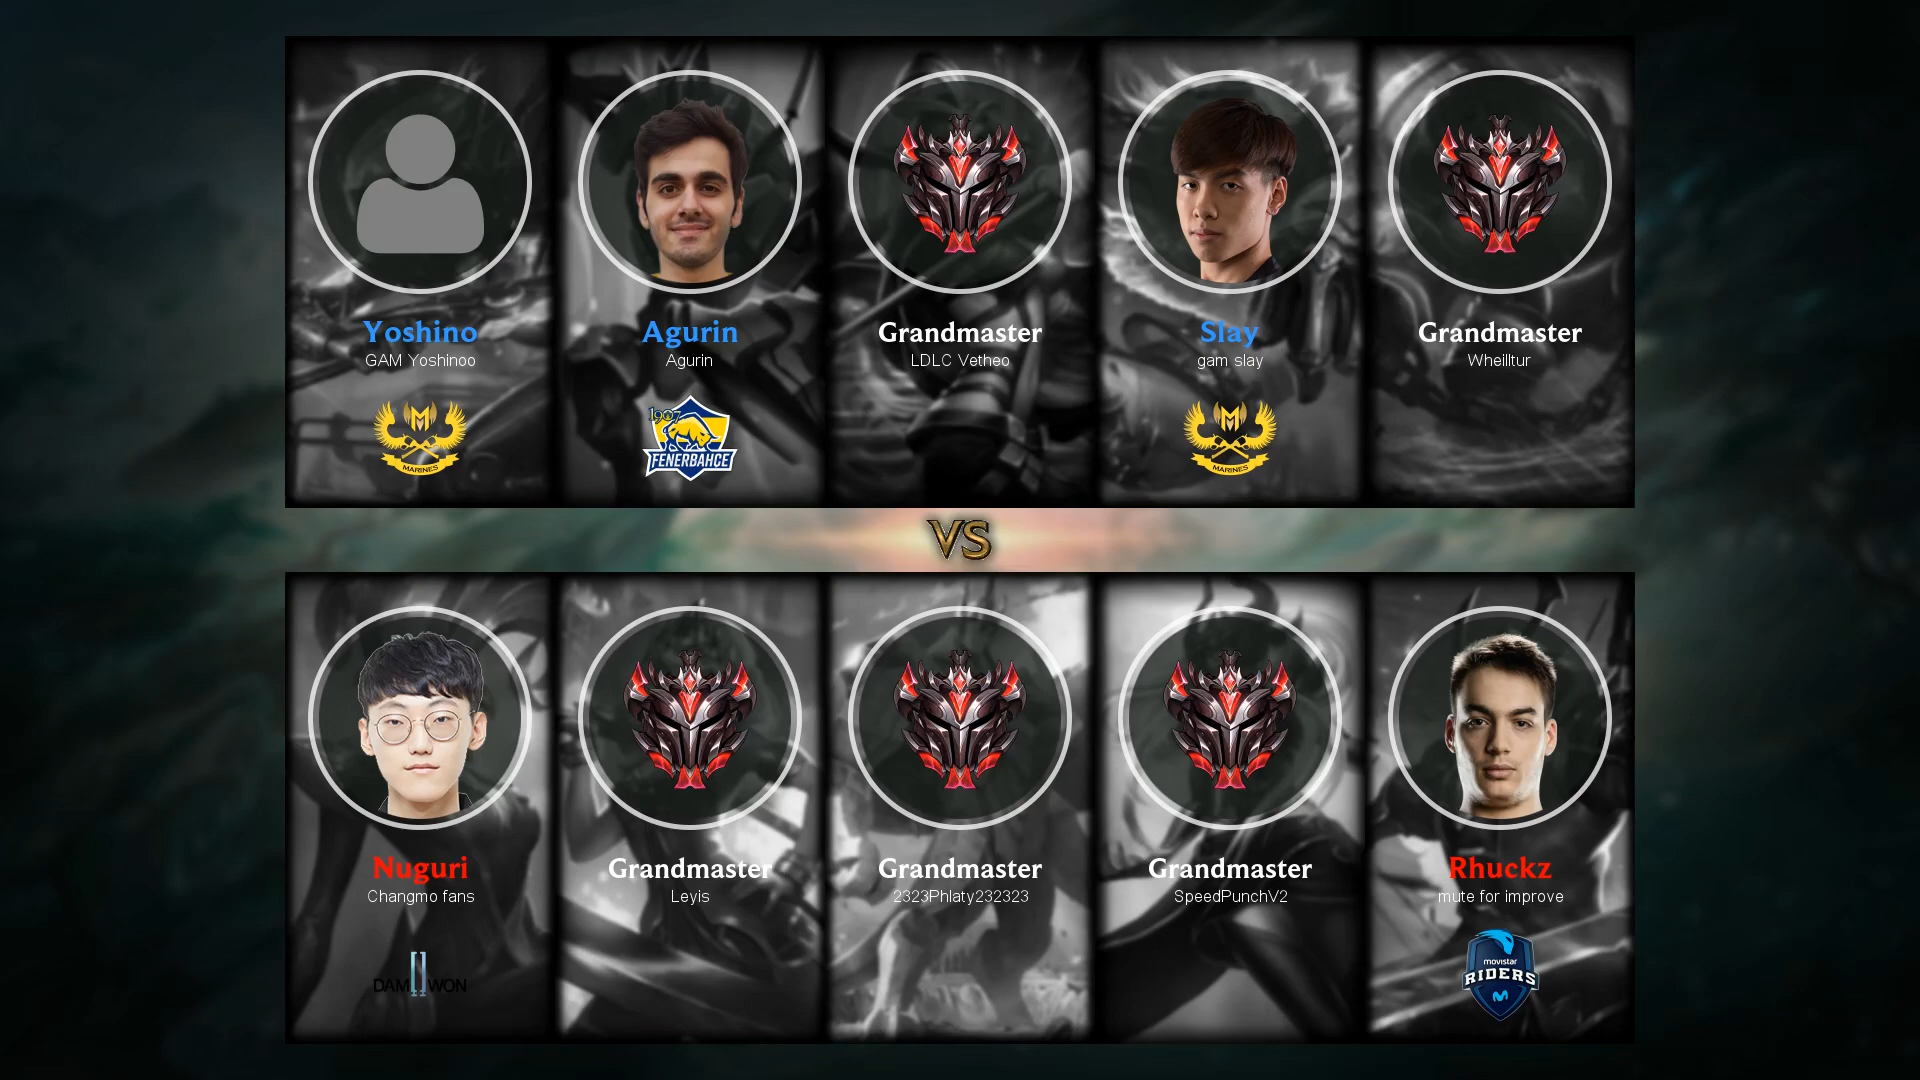 Yoshino
GAM Yoshinoo
MARINES
Agurin
Agurin
1907
FENERBAHCE
Grandmaster
LDLC Vetheo
Slay
gam slay
MARINES
Grandmaster
Wheilltur
VS
Nuguri
Changmo fans
DAMWON
Grandmaster
Leyis
Grandmaster
2323Phlaty232323
Grandmaster
SpeedPunchV2
Rhuckz
mute for improve
movistar
RIDERS